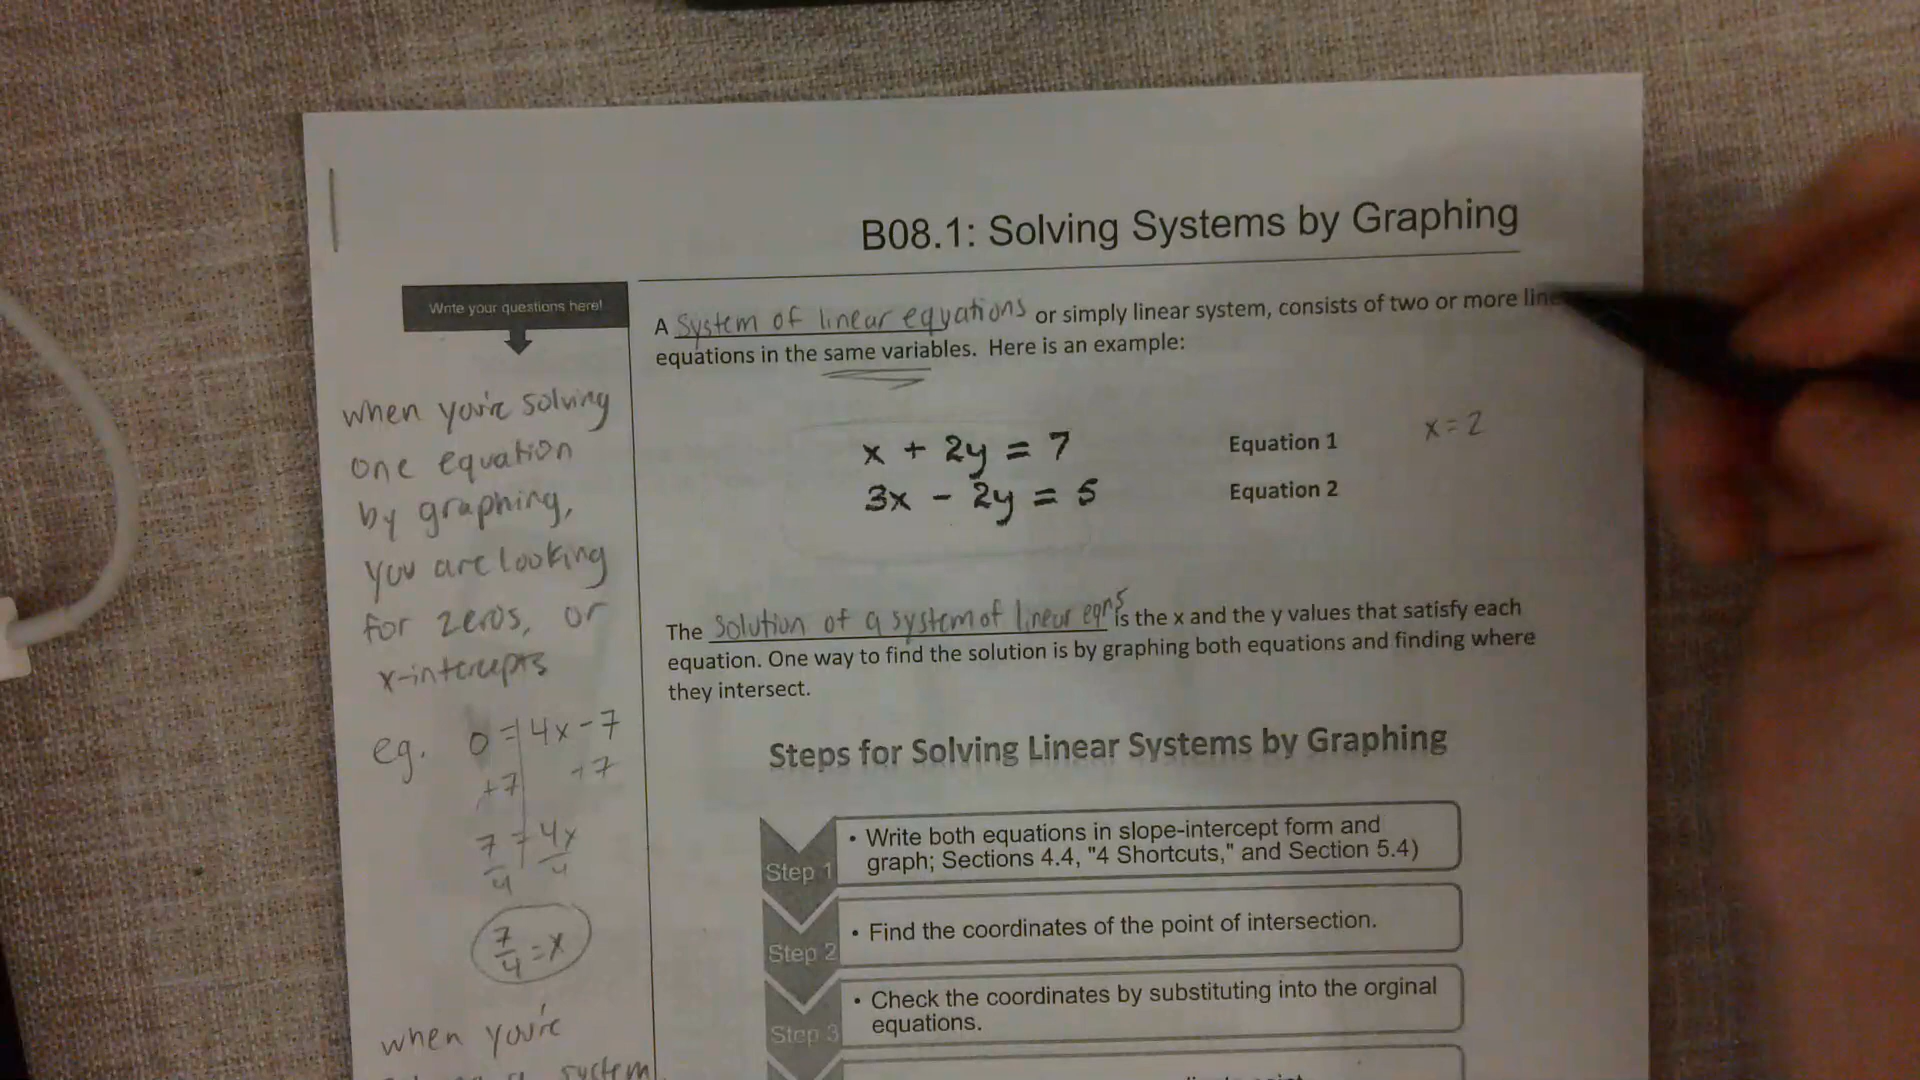 B08.1: Solving Systems by Graphing
Write your questions here!
A system of linear equations or simply linear system, consists of two or more line
equations in the same variables. Here is an example:
x + 2y = 7 Equation 1 x = 2
3x - 2y = 5 Equation 2
The solution of a system of linear eqns is the x and the y values that satisfy each
equation. One way to find the solution is by graphing both equations and finding where
they intersect.
Steps for Solving Linear Systems by Graphing
Step 1
• Write both equations in slope-intercept form and
graph; Sections 4.4, "4 Shortcuts," and Section 5.4)
Step 2
• Find the coordinates of the point of intersection.
Step 3
• Check the coordinates by substituting into the orginal
equations.
when you're solving
one equation
by graphing,
you are looking
for zeros, or
x-intercepts
eg. 0 = 4x - 7
+7 +7
7 = 4x
4 4
7/4 = x
when you're
system